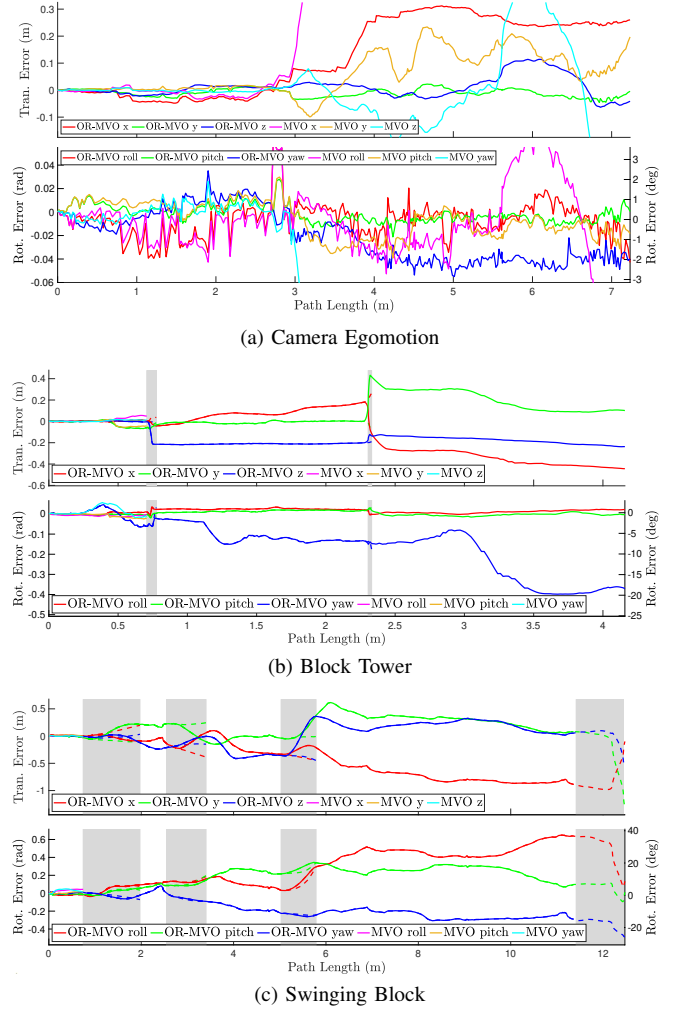 0.3
0.2
0.1
0
-0.1
Tran. Error (m)
OR-MVO x OR-MVO y OR-MVO z MVO x MVO y MVO z
OR-MVO roll OR-MVO pitch OR-MVO yaw MVO roll MVO pitch MVO yaw
0.04
0.02
0
-0.02
-0.04
-0.06
Rot. Error (rad)
3
2
1
0
-1
-2
-3
Rot. Error (deg)
0 1 2 3 4 5 6 7
Path Length (m)
(a) Camera Egomotion
0.4
0.2
0
-0.2
-0.4
-0.6
Tran. Error (m)
OR-MVO x OR-MVO y OR-MVO z MVO x MVO y MVO z
0
-0.1
-0.2
-0.3
-0.4
-0.5
Rot. Error (rad)
0
-5
-10
-15
-20
-25
Rot. Error (deg)
OR-MVO roll OR-MVO pitch OR-MVO yaw MVO roll MVO pitch MVO yaw
0 0.5 1 1.5 2 2.5 3 3.5 4
Path Length (m)
(b) Block Tower
0.5
0
-0.5
-1
Tran. Error (m)
OR-MVO x OR-MVO y OR-MVO z MVO x MVO y MVO z
0.6
0.4
0.2
0
-0.2
-0.4
Rot. Error (rad)
40
20
0
-20
Rot. Error (deg)
OR-MVO roll OR-MVO pitch OR-MVO yaw MVO roll MVO pitch MVO yaw
0 2 4 6 8 10 12
Path Length (m)
(c) Swinging Block